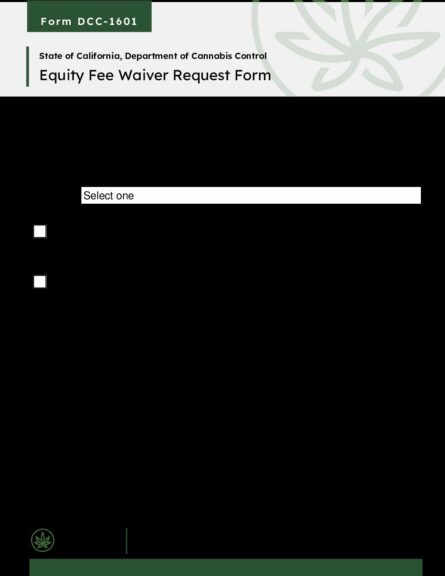 Form DCC-1601
State of California, Department of Cannabis Control
Equity Fee Waiver Request Form
Select one